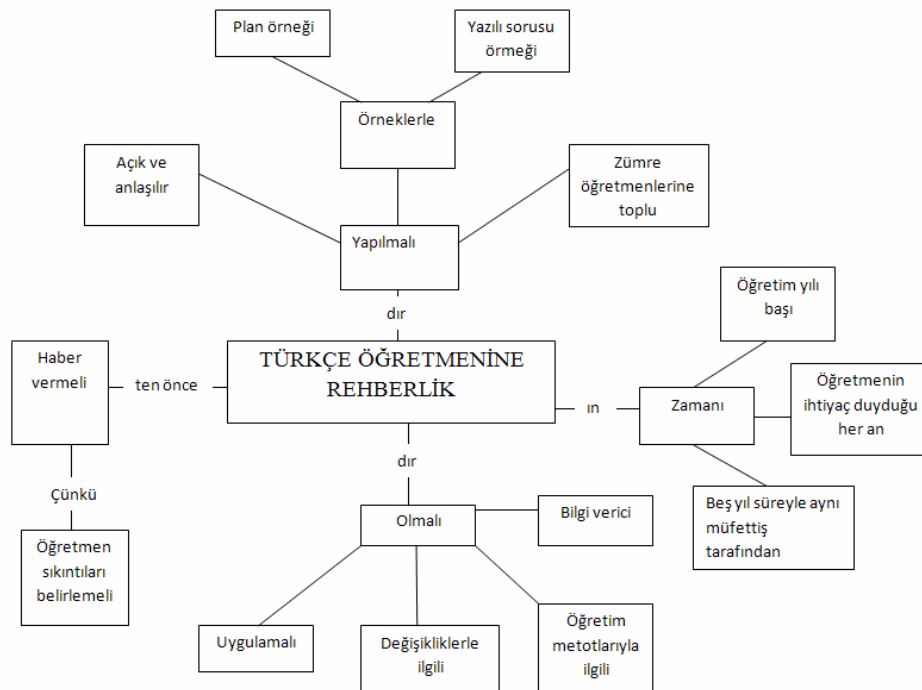 Plan örneği
Yazılı sorusu
örmeği
Örneklerle
Açık ve
anlaşılır
Zümre
öğretmenlerine
toplu
Yapılmalı
dır
Öğretim yılı
başı
TÜRKÇE ÖĞRETMENİNE
REHBERLİK
Haber
vermeli
ten önce
ın
Zamanı
Öğretmenin
ihtiyaç duyduğu
her an
dır
Çünkü
Öğretmen
sıkıntıları
belirlemeli
Olmalı
Bilgi verici
Beş yıl süreyle aynı
müfettiş
tarafından
Uygulamalı
Değişikliklerle
ilgili
Öğretim
metotlarıyla
ilgili